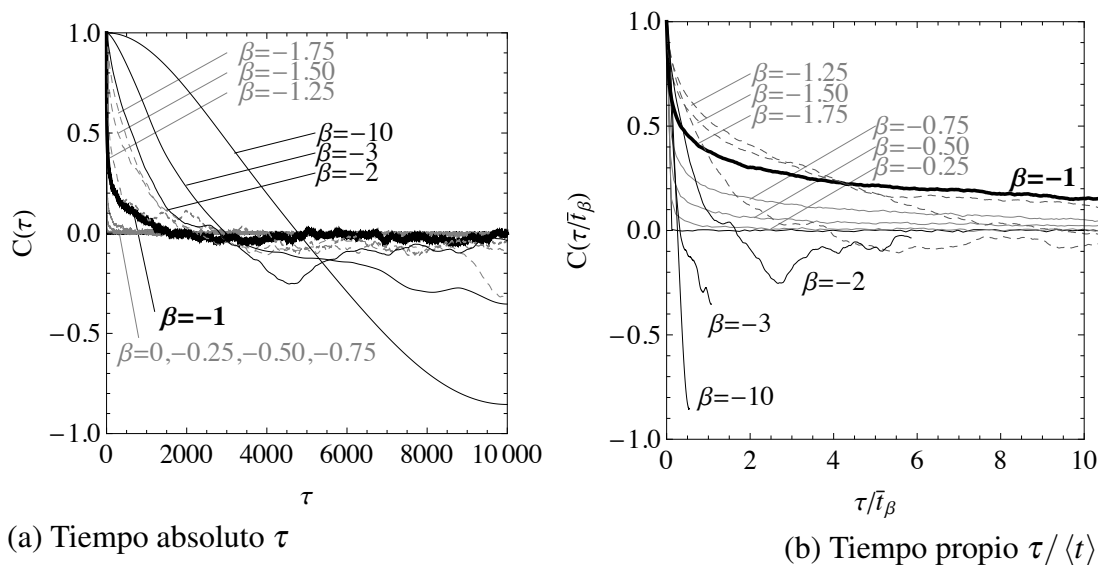 1.0
0.5
0.0
−0.5
−1.0
C(τ)
β=−1.75
β=−1.50
β=−1.25
β=−10
β=−3
β=−2
β=−1
β=0,−0.25,−0.50,−0.75
0
2000
4000
6000
8000
10 000
τ
(a) Tiempo absoluto τ
1.0
0.5
0.0
−0.5
−1.0
C(τ/t̄β)
β=−1.25
β=−1.50
β=−1.75
β=−0.75
β=−0.50
β=−0.25
β=−1
β=−2
β=−3
β=−10
0
2
4
6
8
10
τ/t̄β
(b) Tiempo propio τ/⟨t⟩